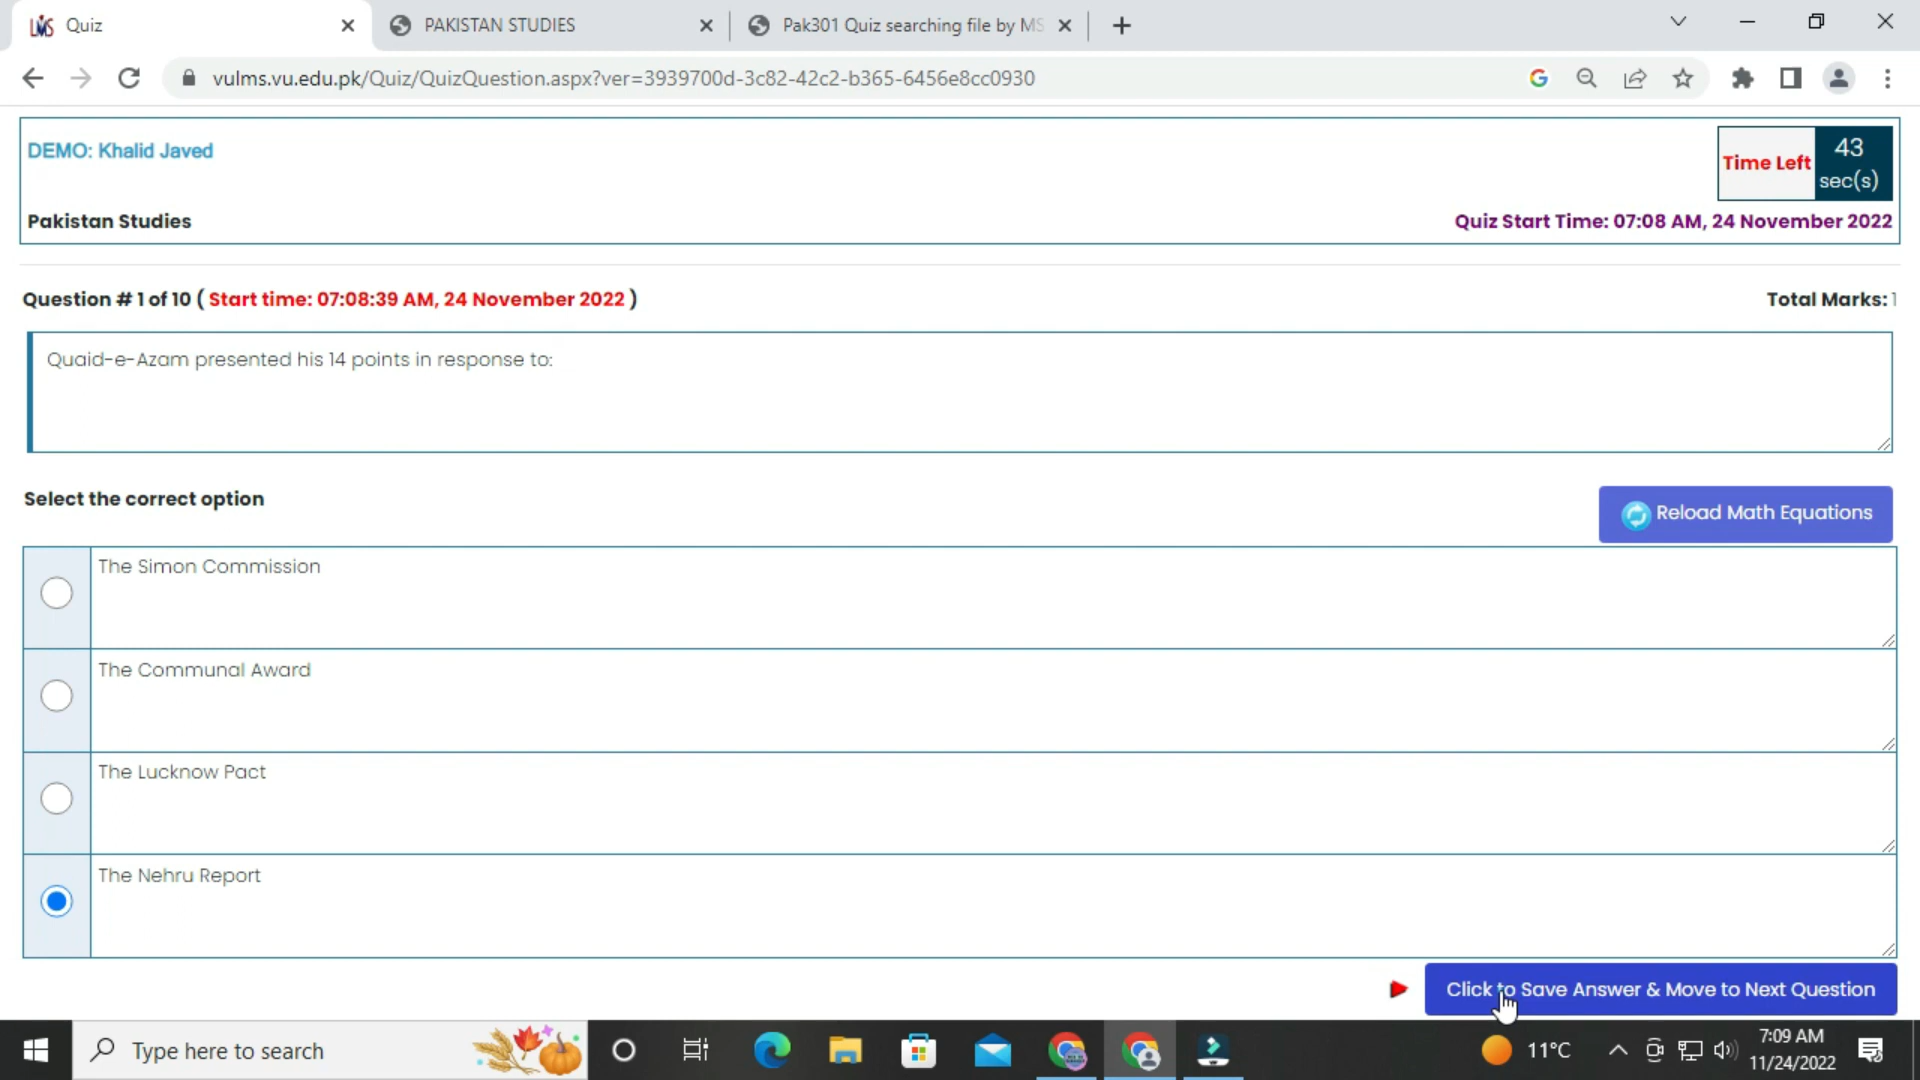 Quiz
PAKISTAN STUDIES
Pak301 Quiz searching file by MS
vulms.vu.edu.pk/Quiz/QuizQuestion.aspx?ver=3939700d-3c82-42c2-b365-6456e8cc0930
DEMO: Khalid Javed
Time Left
43
sec(s)
Pakistan Studies
Quiz Start Time: 07:08 AM, 24 November 2022
Question # 1 of 10 ( Start time: 07:08:39 AM, 24 November 2022 )
Total Marks: 1
Quaid-e-Azam presented his 14 points in response to:
Select the correct option
Reload Math Equations
The Simon Commission
The Communal Award
The Lucknow Pact
The Nehru Report
Click to Save Answer & Move to Next Question
Type here to search
11°C
7:09 AM
11/24/2022